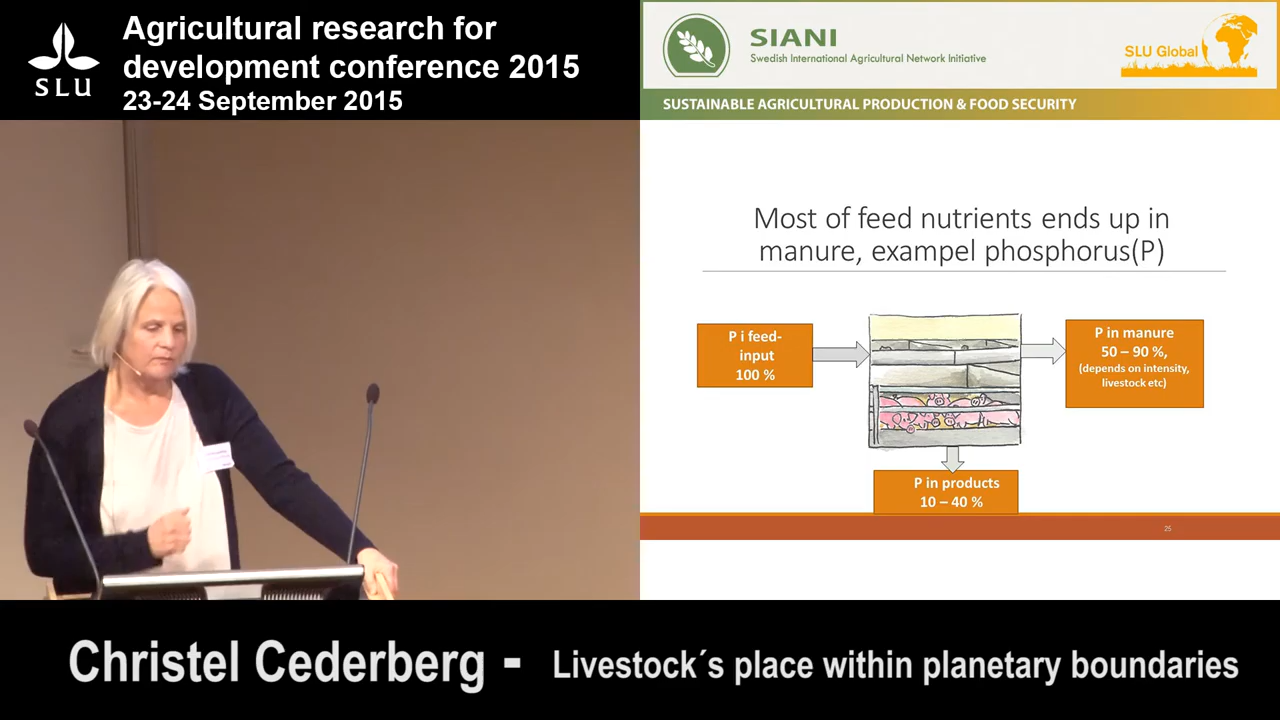 SLU
Agricultural research for
development conference 2015
23-24 September 2015
SIANI
Swedish International Agricultural Network Initiative
SLU Global
SUSTAINABLE AGRICULTURAL PRODUCTION & FOOD SECURITY
Most of feed nutrients ends up in
manure, exampel phosphorus(P)
P i feed-
input
100 %
P in manure
50 – 90 %,
(depends on intensity,
livestock etc)
P in products
10 – 40 %
25
Christel Cederberg - Livestock´s place within planetary boundaries